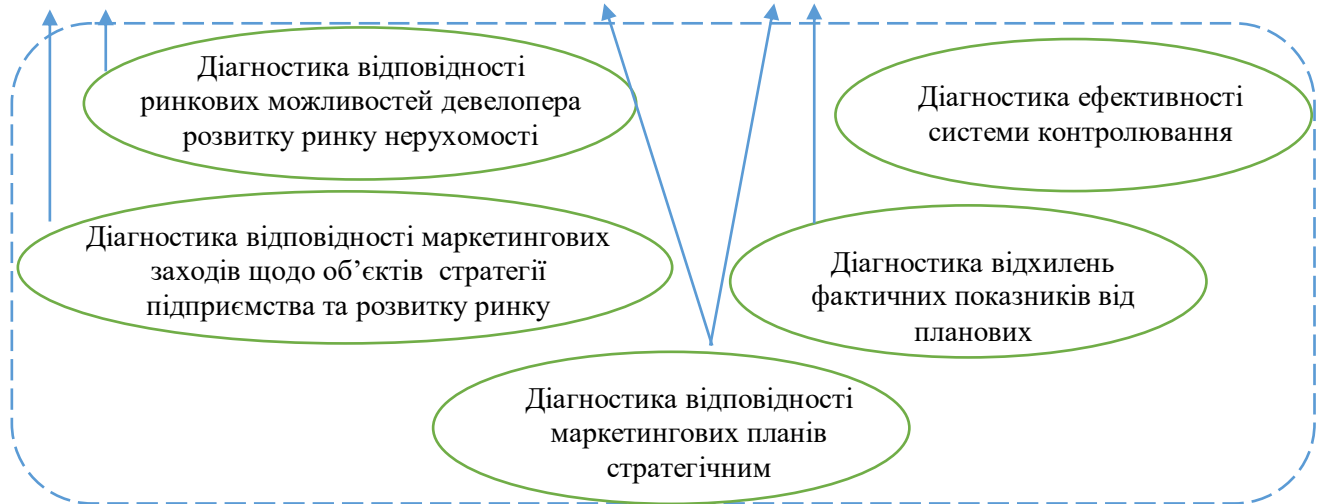 Діагностика відповідності
ринкових можливостей девелопера
розвитку ринку нерухомості
Діагностика ефективності
системи контролювання
Діагностика відповідності маркетингових
заходів щодо об’єктів стратегії
підприємства та розвитку ринку
Діагностика відхилень
фактичних показників від
планових
Діагностика відповідності
маркетингових планів
стратегічним